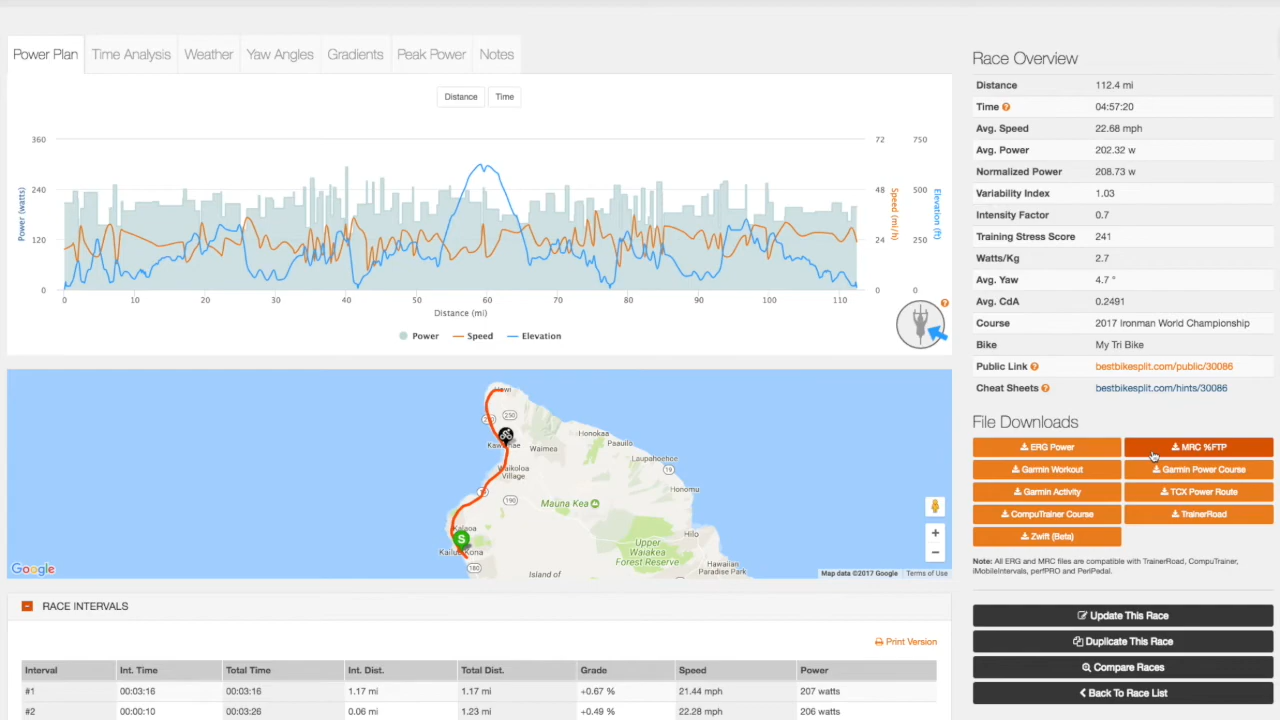 Power Plan Time Analysis Weather Yaw Angles Gradients Peak Power Notes
Distance Time
360 72 750
240 48 500
120 24 250
0 0 0
Power (watts)
Speed (mi/h)
Elevation (ft)
0 10 20 30 40 50 60 70 80 90 100 110
Distance (mi)
Power Speed Elevation
Hawi
250
Kawaihae
Waimea
Honokaa
Paauilo
Waikoloa
Village
Laupahoehoe
19
190
Mauna Kea
Honomu
Kalaoa
S
Kailua-Kona
180
Hilo
Upper
Waiakea
Forest Reserve
Hawaiian
Paradise Park
Island of
Google
+
−
Map data ©2017 Google Terms of Use
RACE INTERVALS
Print Version
Interval Int. Time Total Time Int. Dist. Total Dist. Grade Speed Power
#1 00:03:16 00:03:16 1.17 mi 1.17 mi +0.67 % 21.44 mph 207 watts
#2 00:00:10 00:03:26 0.06 mi 1.23 mi +0.49 % 22.28 mph 206 watts
Race Overview
Distance 112.4 mi
Time ? 04:57:20
Avg. Speed 22.68 mph
Avg. Power 202.32 w
Normalized Power 208.73 w
Variability Index 1.03
Intensity Factor 0.7
Training Stress Score 241
Watts/Kg 2.7
Avg. Yaw 4.7 °
Avg. CdA 0.2491
Course 2017 Ironman World Championship
Bike My Tri Bike
Public Link ? bestbikesplit.com/public/30086
Cheat Sheets ? bestbikesplit.com/hints/30086
File Downloads
ERG Power MRC %FTP
Garmin Workout Garmin Power Course
Garmin Activity TCX Power Route
CompuTrainer Course TrainerRoad
Zwift (Beta)
Note: All ERG and MRC files are compatible with TrainerRoad, CompuTrainer,
iMobileIntervals, perfPRO and PeriPedal.
Update This Race
Duplicate This Race
Compare Races
Back To Race List